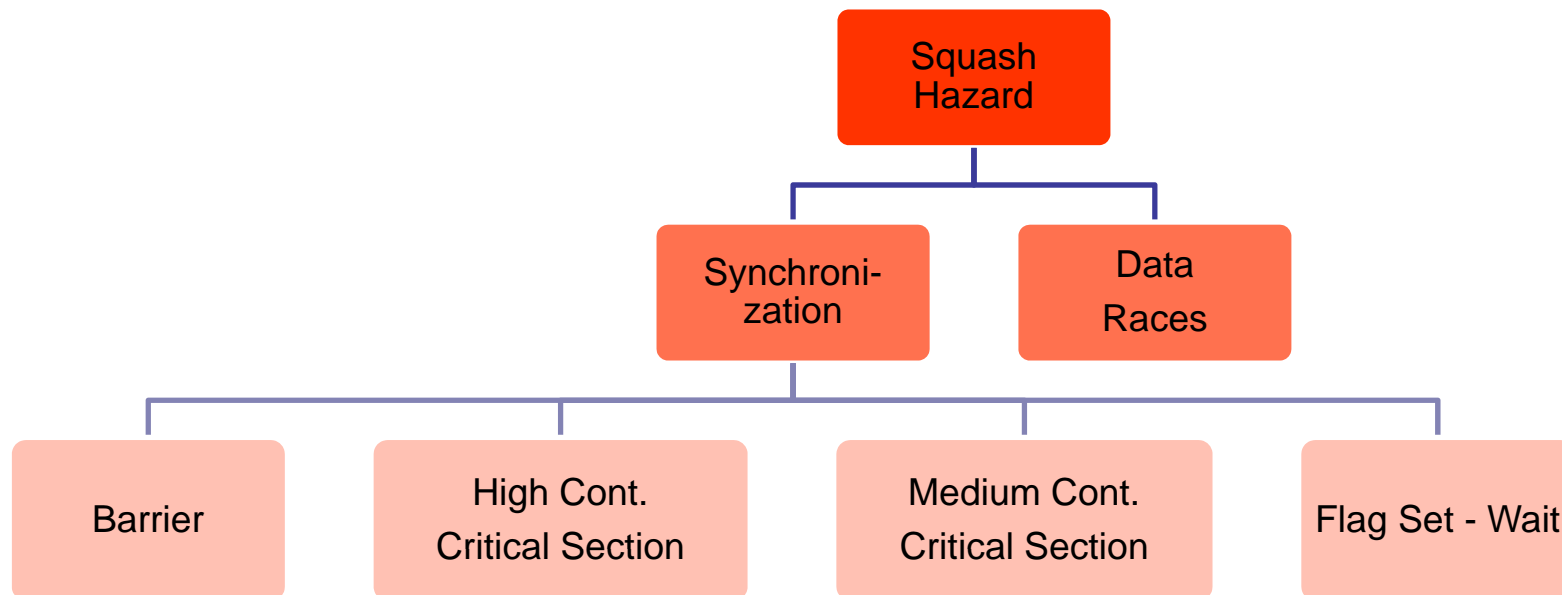 Squash
Hazard
Synchroni-
zation
Data
Races
Barrier
High Cont.
Critical Section
Medium Cont.
Critical Section
Flag Set - Wait